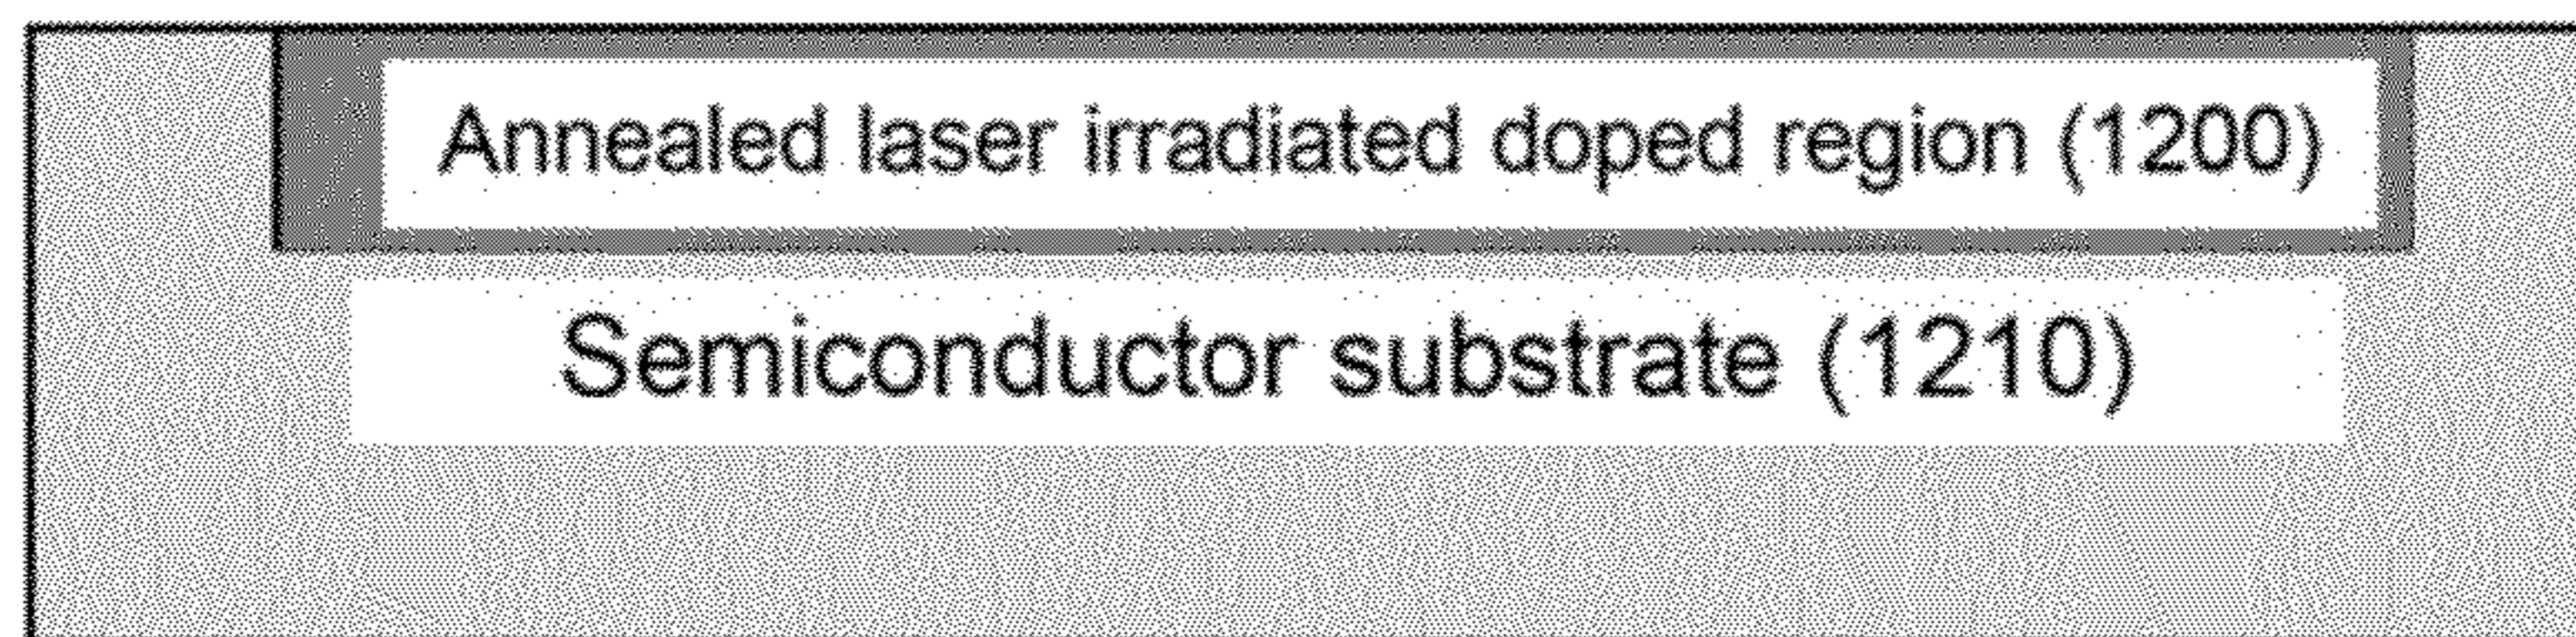 Annealed laser irradiated doped region (1200)
Semiconductor substrate (1210)